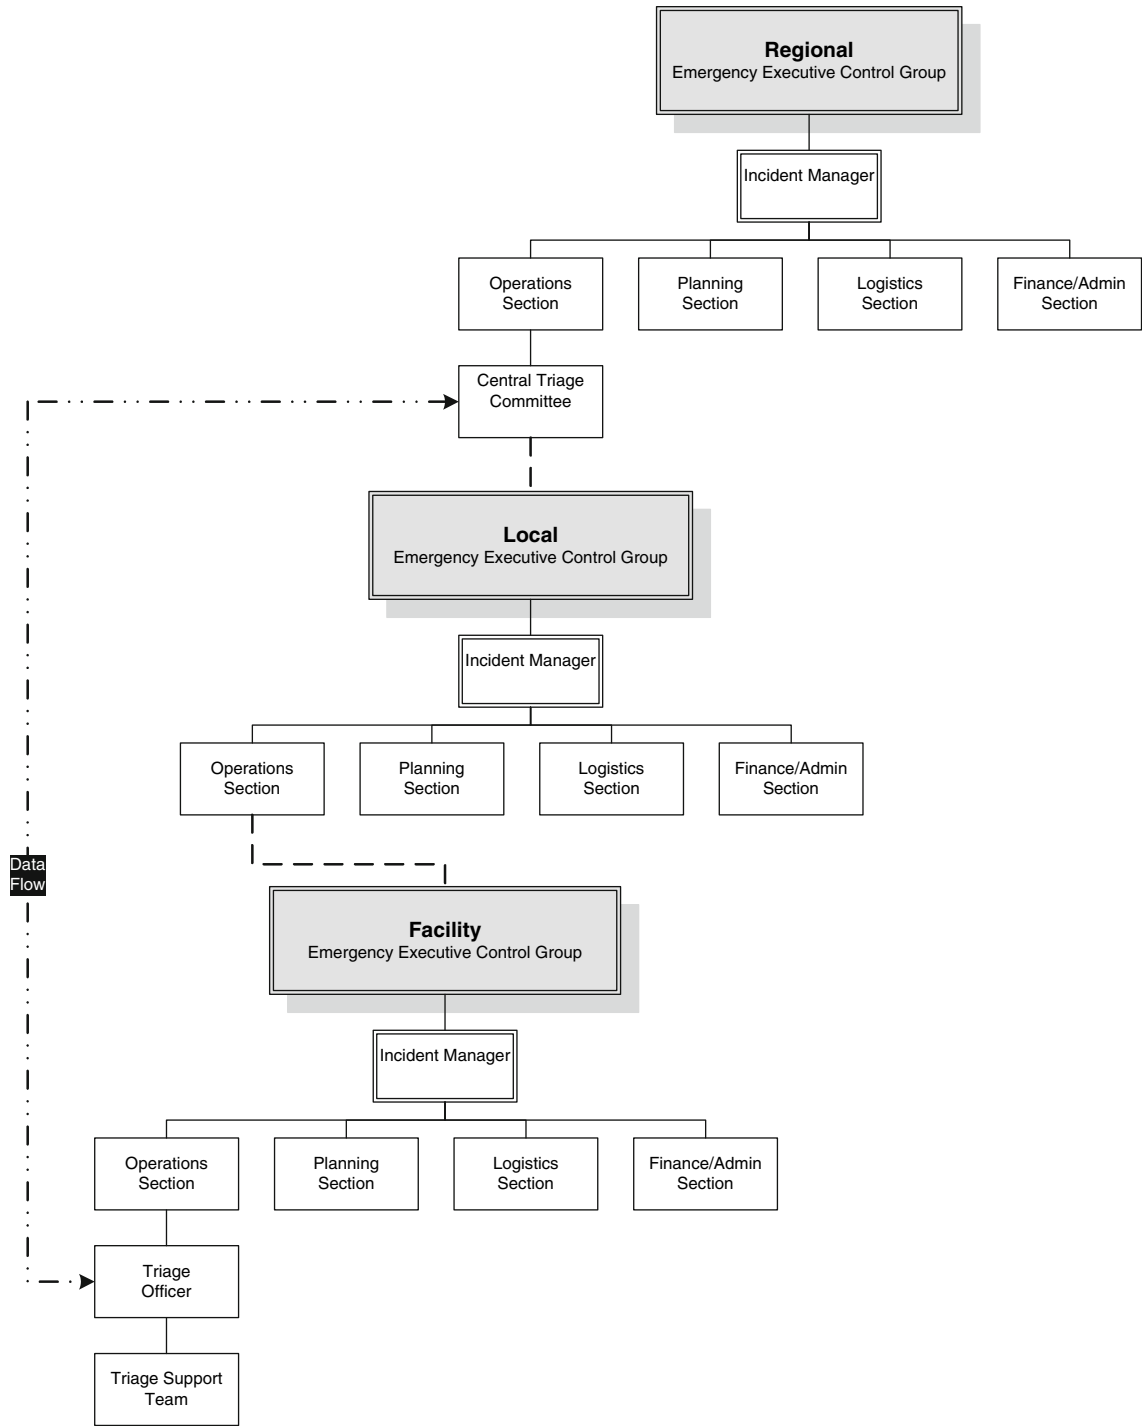 Regional
Emergency Executive Control Group
Incident Manager
Operations
Section
Planning
Section
Logistics
Section
Finance/Admin
Section
Central Triage
Committee
Local
Emergency Executive Control Group
Incident Manager
Operations
Section
Planning
Section
Logistics
Section
Finance/Admin
Section
Data
Flow
Facility
Emergency Executive Control Group
Incident Manager
Operations
Section
Planning
Section
Logistics
Section
Finance/Admin
Section
Triage
Officer
Triage Support
Team